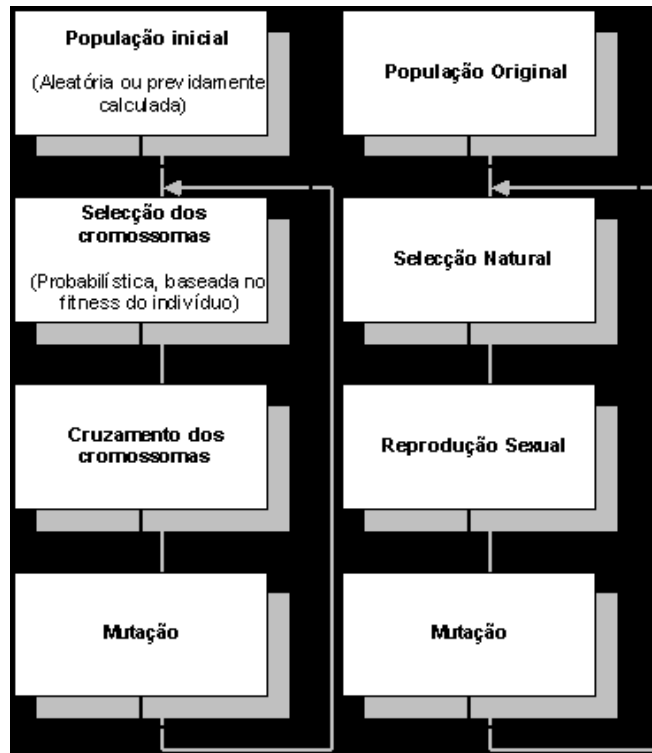 População inicial
(Aleatória ou previdamente
calculada)
População Original
Selecção dos
cromossomas
(Probabilística, baseada no
fitness do indivíduo)
Selecção Natural
Cruzamento dos
cromossomas
Reprodução Sexual
Mutação
Mutação